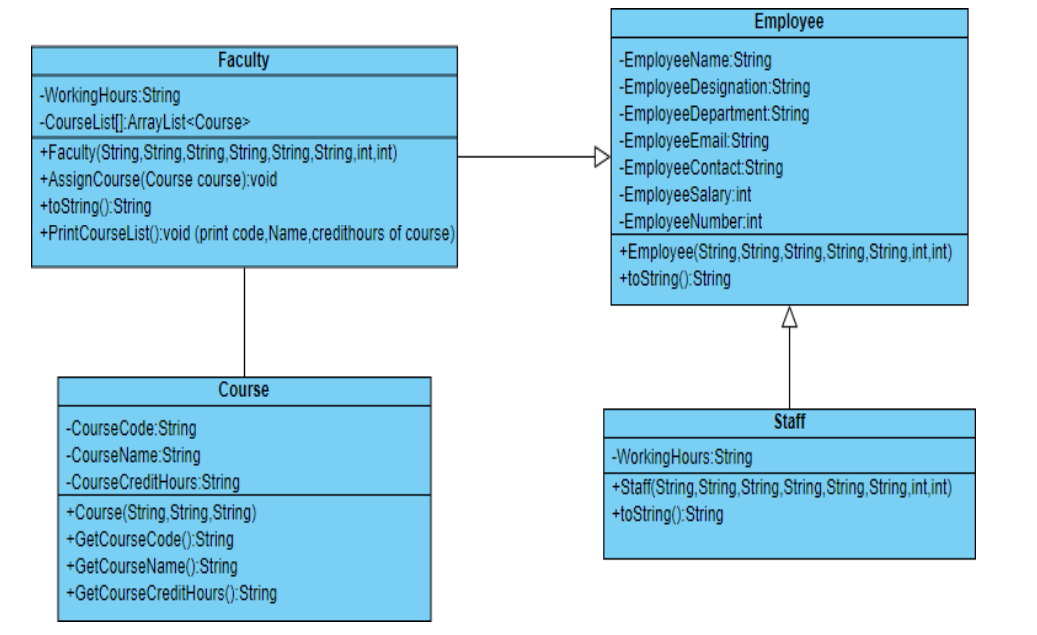 Faculty
-WorkingHours:String
-CourseList[]:ArrayList<Course>
+Faculty(String,String,String,String,String,String,int,int)
+AssignCourse(Course course):void
+toString():String
+PrintCourseList():void (print code,Name,credithours of course)
Employee
-EmployeeName:String
-EmployeeDesignation:String
-EmployeeDepartment:String
-EmployeeEmail:String
-EmployeeContact:String
-EmployeeSalary:int
-EmployeeNumber:int
+Employee(String,String,String,String,String,int,int)
+toString():String
Course
-CourseCode:String
-CourseName:String
-CourseCreditHours:String
+Course(String,String,String)
+GetCourseCode():String
+GetCourseName():String
+GetCourseCreditHours():String
Staff
-WorkingHours:String
+Staff(String,String,String,String,String,String,int,int)
+toString():String